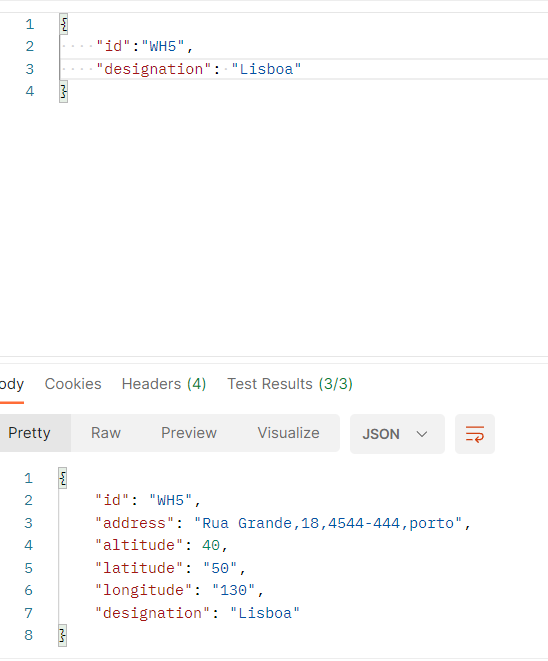 1 {
2 "id":"WH5",
3 "designation": "Lisboa"
4 }
ody Cookies Headers (4) Test Results (3/3)
Pretty Raw Preview Visualize JSON
1 {
2 "id": "WH5",
3 "address": "Rua Grande,18,4544-444,porto",
4 "altitude": 40,
5 "latitude": "50",
6 "longitude": "130",
7 "designation": "Lisboa"
8 }